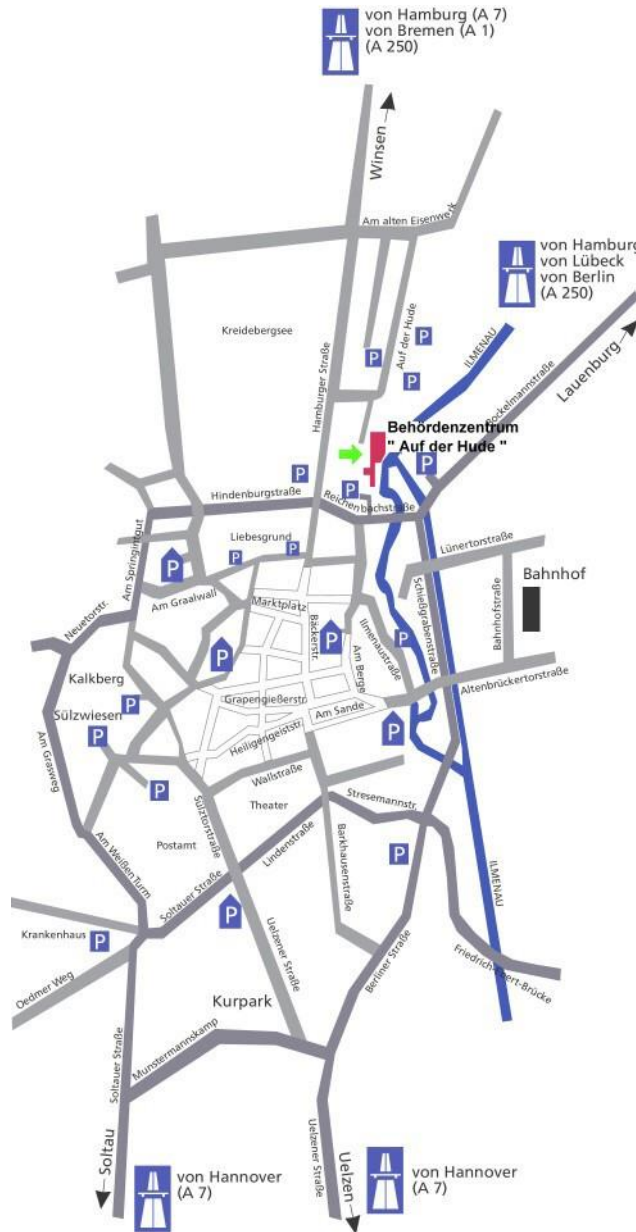 von Hamburg (A 7)
von Bremen (A 1)
(A 250)
Winsen
Am alten Eisenwerk
von Hamburg
von Lübeck
von Berlin
(A 250)
Kreidebergsee
Hamburger Straße
P
Auf der Hude
P
P
ILMENAU
Bockelmannstraße
Lauenburg
Behördenzentrum
" Auf der Hude "
P
P
P
Hindenburgstraße
Reichenbachstraße
Liebesgrund
P
P
P
Am Springintgut
Am Graalwall
Marktplatz
Bäckerstr.
P
P
Ilmenaustraße
P
Am Berge
Schießgrabenstraße
Lünertorstraße
Bahnhofstraße
Bahnhof
Altenbrückertorstraße
Neuetorstr.
Kalkberg
Sülzwiesen
P
P
P
Grapengießerstr.
Am Sande
P
Heiligengeiststr.
Wallstraße
Theater
Am Grasweg
Sülztorstraße
Postamt
Lindenstraße
Stresemannstr.
Barkhausenstraße
P
Am Weißen Turm
Soltauer Straße
P
Krankenhaus
P
Oedmer Weg
Uelzener Straße
Berliner Straße
ILMENAU
Friedrich-Ebert-Brücke
Kurpark
Munstermannskamp
Soltauer Straße
Uelzener Straße
Soltau
von Hannover
(A 7)
Uelzen
von Hannover
(A 7)